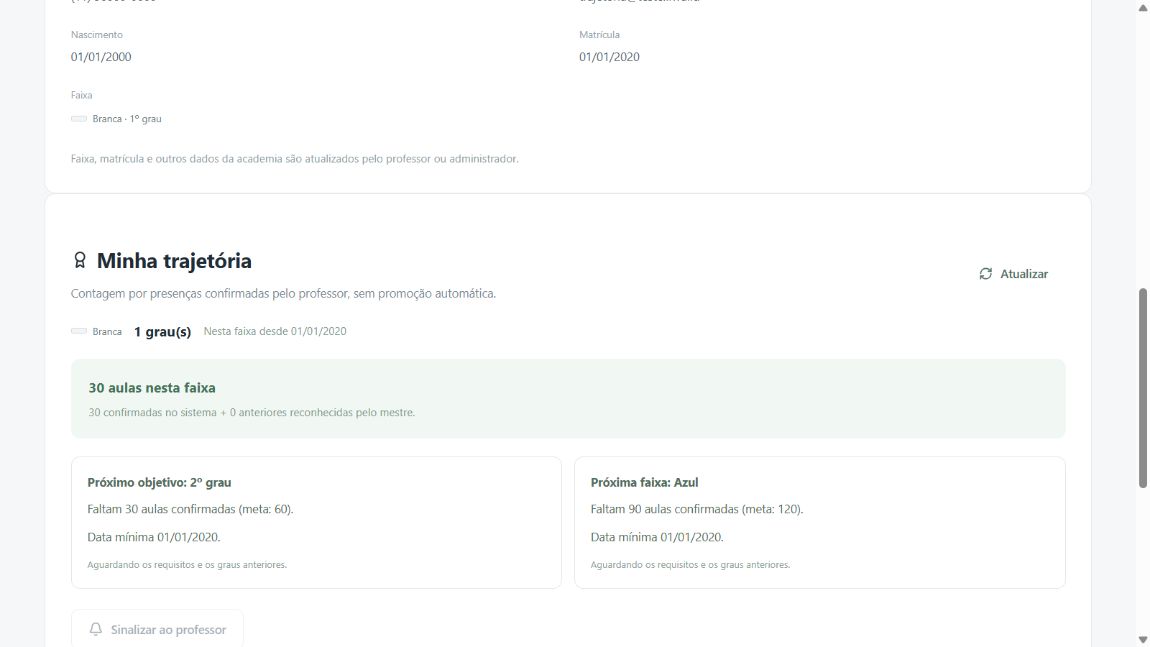 Nascimento
Matrícula
01/01/2000
01/01/2020
Faixa
Branca · 1º grau
Faixa, matrícula e outros dados da academia são atualizados pelo professor ou administrador.
Minha trajetória
Atualizar
Contagem por presenças confirmadas pelo professor, sem promoção automática.
Branca 1 grau(s) Nesta faixa desde 01/01/2020
30 aulas nesta faixa
30 confirmadas no sistema + 0 anteriores reconhecidas pelo mestre.
Próximo objetivo: 2º grau
Faltam 30 aulas confirmadas (meta: 60).
Data mínima 01/01/2020.
Aguardando os requisitos e os graus anteriores.
Próxima faixa: Azul
Faltam 90 aulas confirmadas (meta: 120).
Data mínima 01/01/2020.
Aguardando os requisitos e os graus anteriores.
Sinalizar ao professor